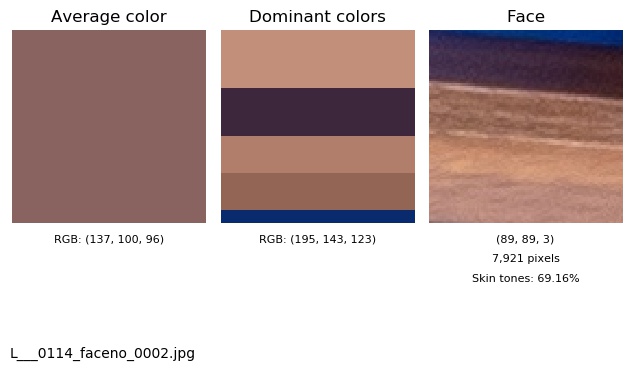 Average color
Dominant colors
Face
RGB: (137, 100, 96)
RGB: (195, 143, 123)
(89, 89, 3)
7,921 pixels
Skin tones: 69.16%
L___0114_faceno_0002.jpg